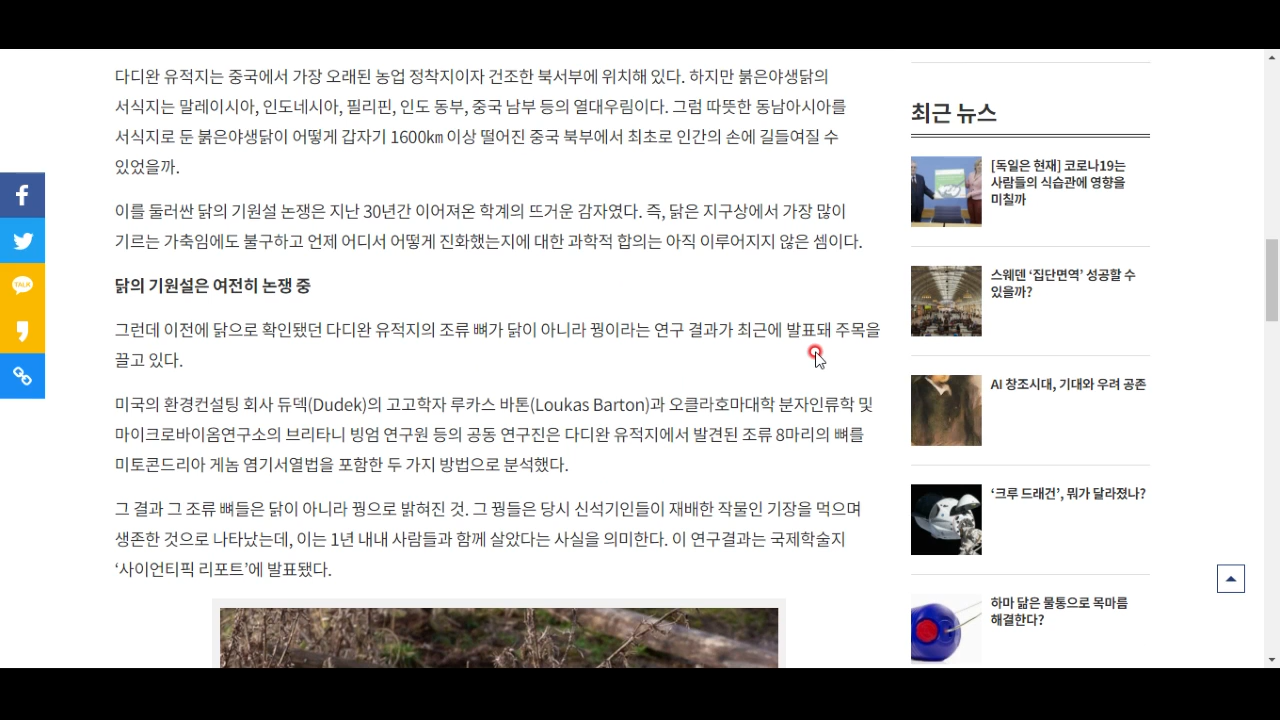 다디완 유적지는 중국에서 가장 오래된 농업 정착지이자 건조한 북서부에 위치해 있다. 하지만 붉은야생닭의
서식지는 말레이시아, 인도네시아, 필리핀, 인도 동부, 중국 남부 등의 열대우림이다. 그럼 따뜻한 동남아시아를
서식지로 둔 붉은야생닭이 어떻게 갑자기 1600㎞ 이상 떨어진 중국 북부에서 최초로 인간의 손에 길들여질 수
있었을까.
이를 둘러싼 닭의 기원설 논쟁은 지난 30년간 이어져온 학계의 뜨거운 감자였다. 즉, 닭은 지구상에서 가장 많이
기르는 가축임에도 불구하고 언제 어디서 어떻게 진화했는지에 대한 과학적 합의는 아직 이루어지지 않은 셈이다.
닭의 기원설은 여전히 논쟁 중
그런데 이전에 닭으로 확인됐던 다디완 유적지의 조류 뼈가 닭이 아니라 꿩이라는 연구 결과가 최근에 발표돼 주목을
끌고 있다.
미국의 환경컨설팅 회사 듀덱(Dudek)의 고고학자 루카스 바톤(Loukas Barton)과 오클라호마대학 분자인류학 및
마이크로바이옴연구소의 브리타니 빙엄 연구원 등의 공동 연구진은 다디완 유적지에서 발견된 조류 8마리의 뼈를
미토콘드리아 게놈 염기서열법을 포함한 두 가지 방법으로 분석했다.
그 결과 그 조류 뼈들은 닭이 아니라 꿩으로 밝혀진 것. 그 꿩들은 당시 신석기인들이 재배한 작물인 기장을 먹으며
생존한 것으로 나타났는데, 이는 1년 내내 사람들과 함께 살았다는 사실을 의미한다. 이 연구결과는 국제학술지
‘사이언티픽 리포트’에 발표됐다.
최근 뉴스
[독일은 현재] 코로나19는
사람들의 식습관에 영향을
미칠까
스웨덴 ‘집단면역’ 성공할 수
있을까?
AI 창조시대, 기대와 우려 공존
‘크루 드래건’, 뭐가 달라졌나?
하마 닮은 물통으로 목마름
해결한다?
f
TALK